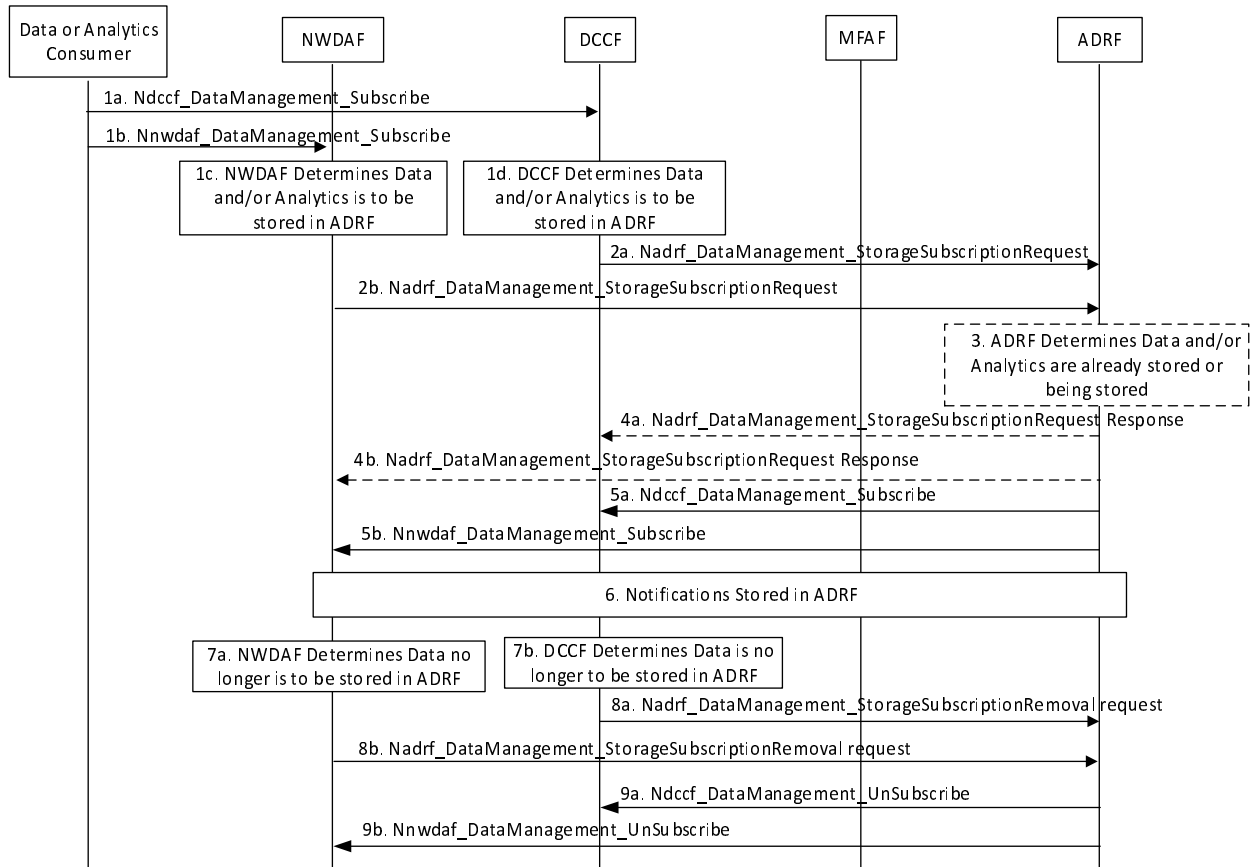 Data or Analytics
Consumer
NWDAF
DCCF
MFAF
ADRF
1a. Ndccf_DataManagement_Subscribe
1b. Nnwdaf_DataManagement_Subscribe
1c. NWDAF Determines Data
and/or Analytics is to be
stored in ADRF
1d. DCCF Determines Data
and/or Analytics is to be
stored in ADRF
2a. Nadrf_DataManagement_StorageSubscriptionRequest
2b. Nadrf_DataManagement_StorageSubscriptionRequest
3. ADRF Determines Data and/or
Analytics are already stored or
being stored
4a. Nadrf_DataManagement_StorageSubscriptionRequest Response
4b. Nadrf_DataManagement_StorageSubscriptionRequest Response
5a. Ndccf_DataManagement_Subscribe
5b. Nnwdaf_DataManagement_Subscribe
6. Notifications Stored in ADRF
7a. NWDAF Determines Data no
longer is to be stored in ADRF
7b. DCCF Determines Data is no
longer to be stored in ADRF
8a. Nadrf_DataManagement_StorageSubscriptionRemoval request
8b. Nadrf_DataManagement_StorageSubscriptionRemoval request
9a. Ndccf_DataManagement_UnSubscribe
9b. Nnwdaf_DataManagement_UnSubscribe